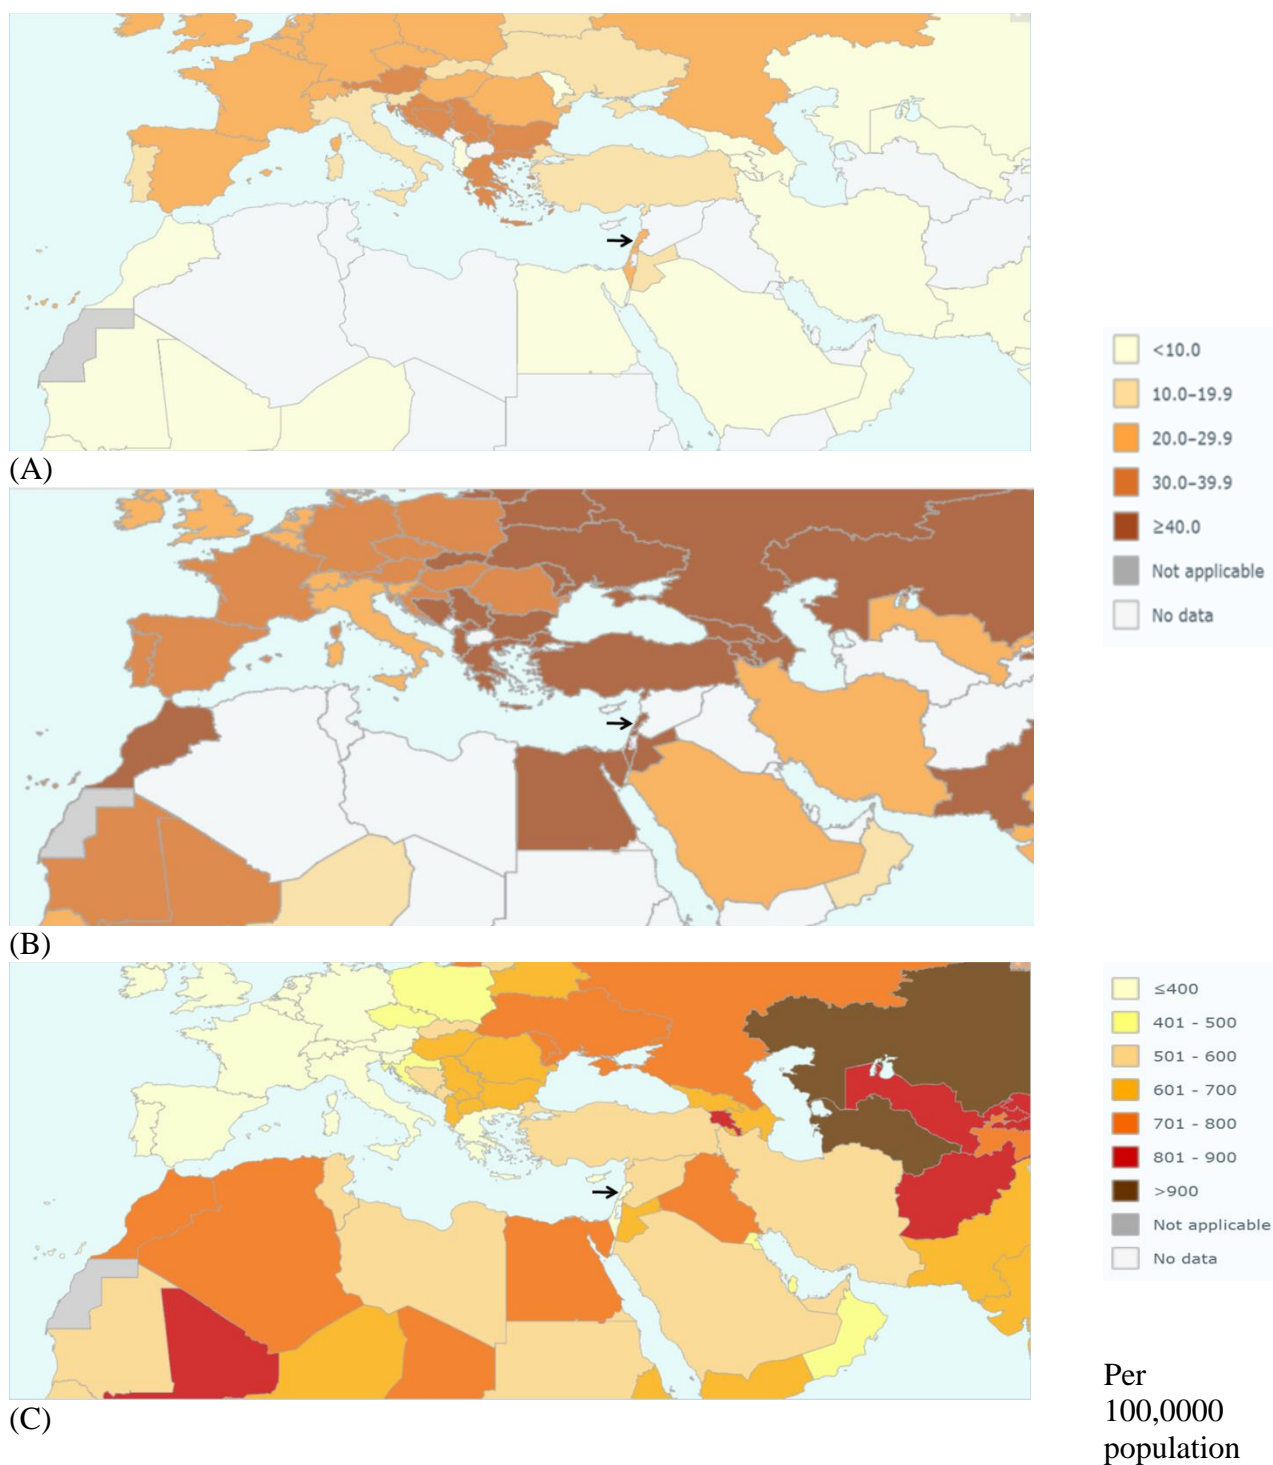 (A)
<10.0
10.0–19.9
20.0–29.9
30.0–39.9
≥40.0
Not applicable
No data
(B)
≤400
401 - 500
501 - 600
601 - 700
701 - 800
801 - 900
>900
Not applicable
No data
(C)
Per
100,0000
population